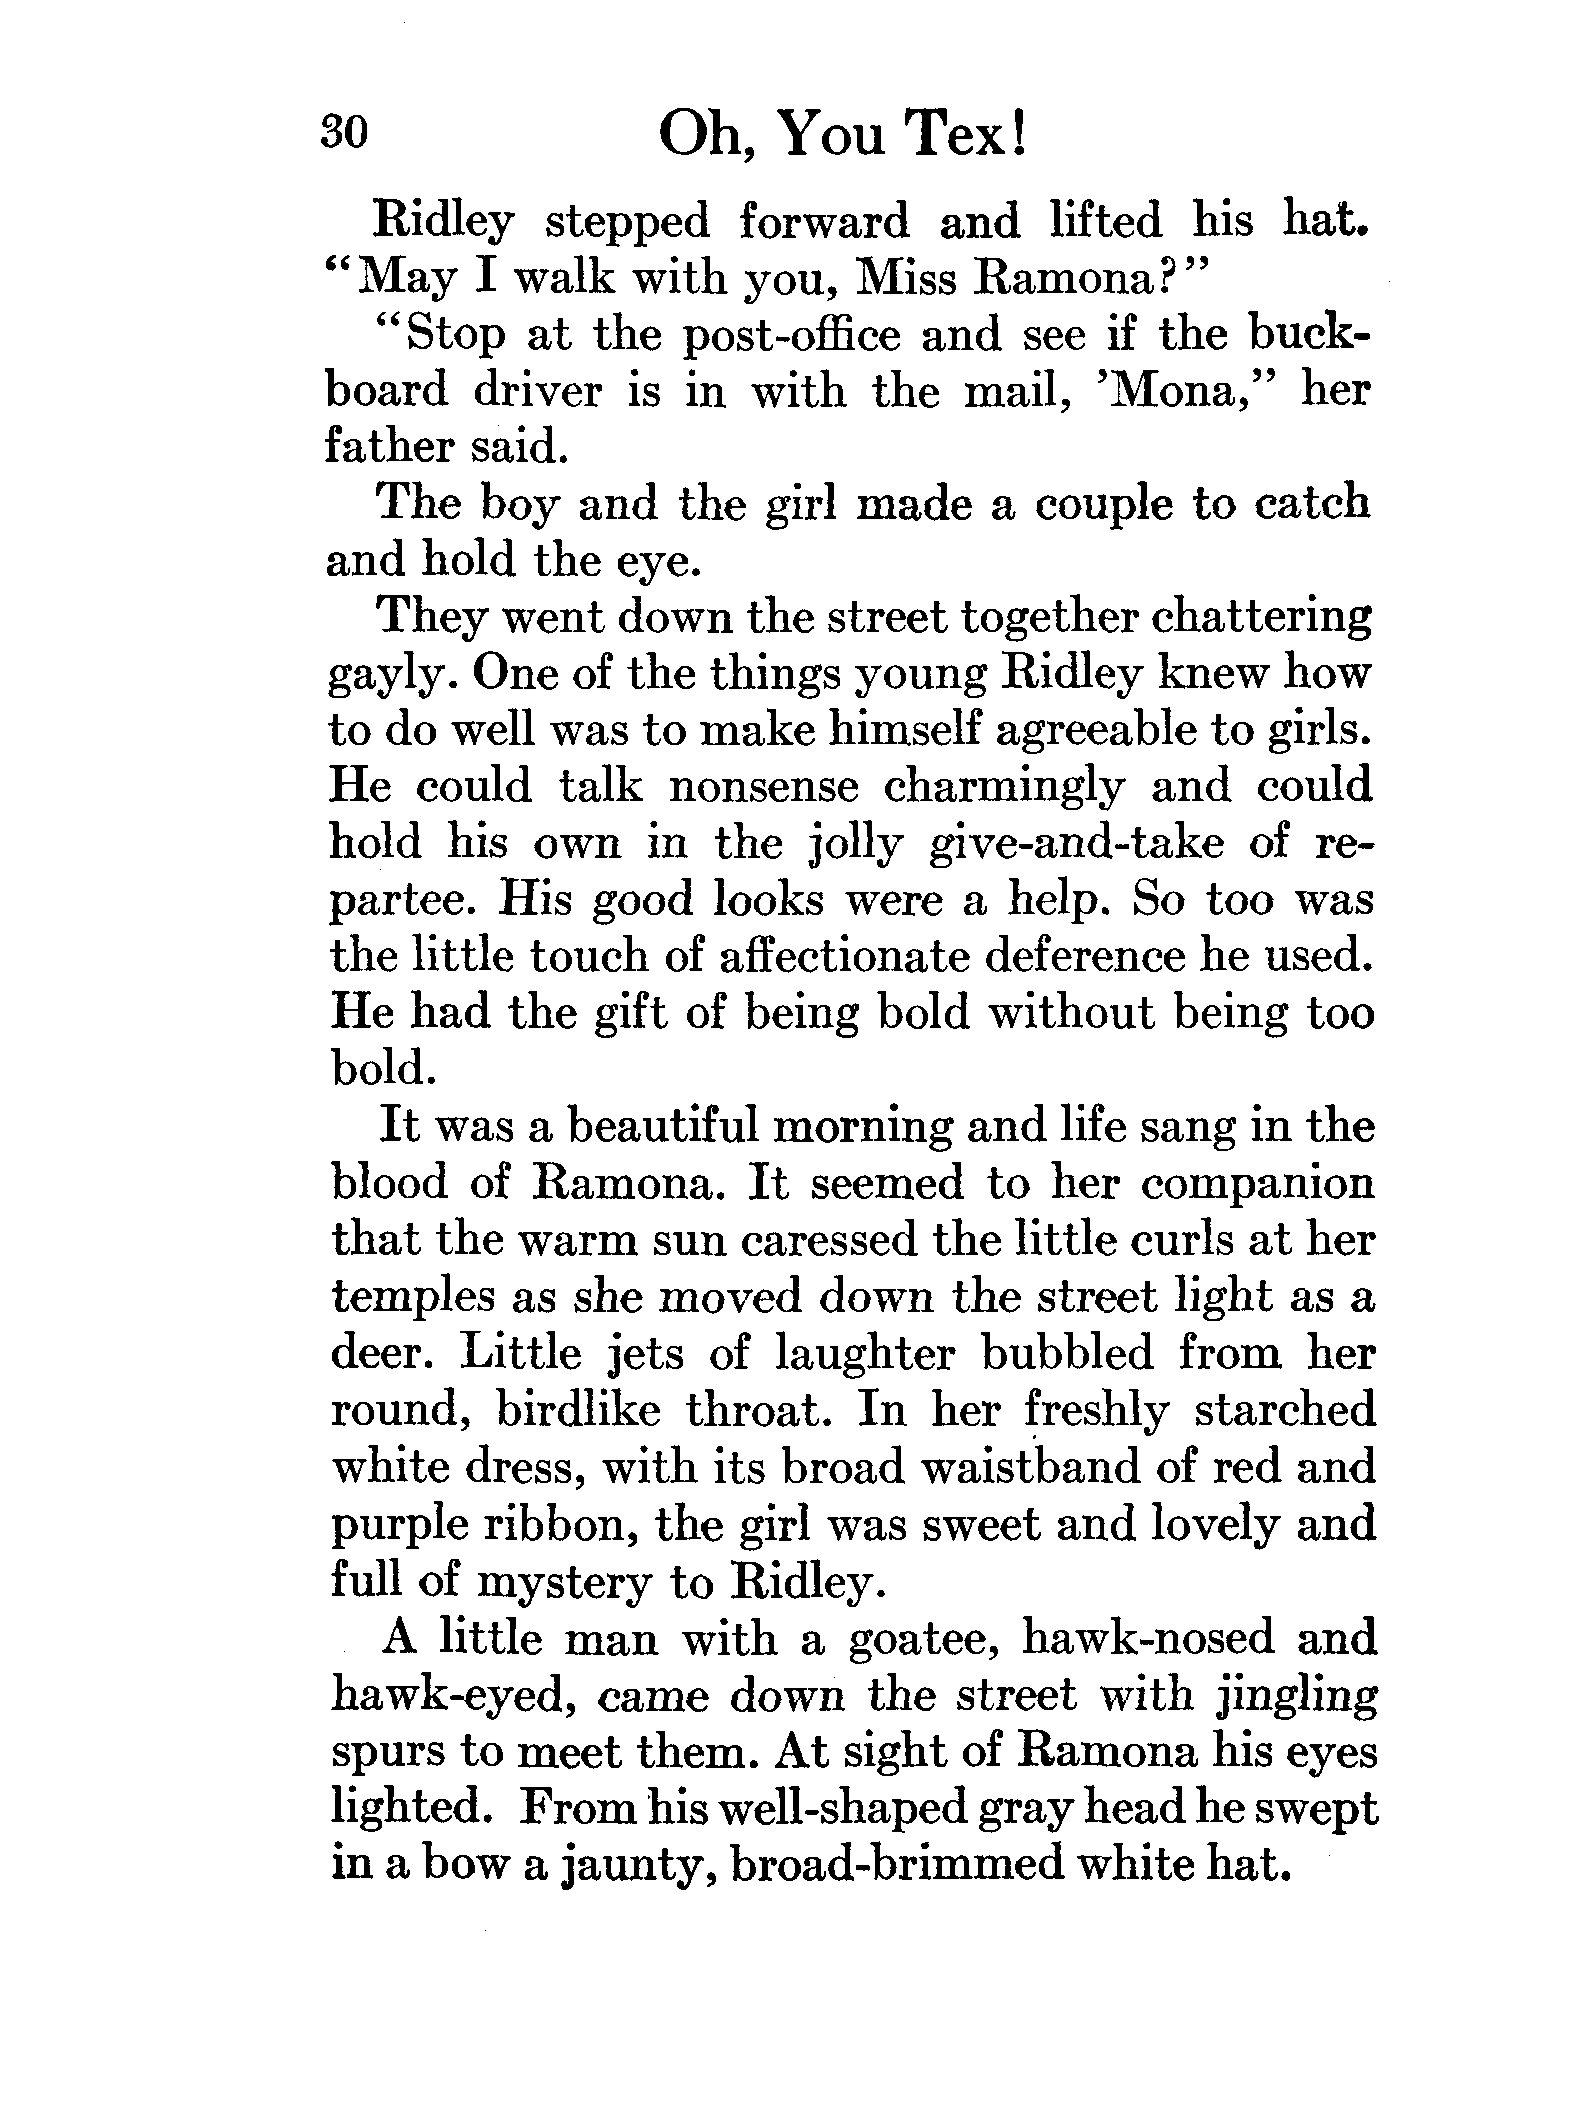 30 Oh, You Tex!
Ridley stepped forward and lifted his hat.
“May I walk with you, Miss Ramona?”
“Stop at the post-office and see if the buck-
board driver is in with the mail, ’Mona,” her
father said.
The boy and the girl made a couple to catch
and hold the eye.
They went down the street together chattering
gayly. One of the things young Ridley knew how
to do well was to make himself agreeable to girls.
He could talk nonsense charmingly and could
hold his own in the jolly give-and-take of re-
partee. His good looks were a help. So too was
the little touch of affectionate deference he used.
He had the gift of being bold without being too
bold.
It was a beautiful morning and life sang in the
blood of Ramona. It seemed to her companion
that the warm sun caressed the little curls at her
temples as she moved down the street light as a
deer. Little jets of laughter bubbled from her
round, birdlike throat. In her freshly starched
white dress, with its broad waistband of red and
purple ribbon, the girl was sweet and lovely and
full of mystery to Ridley.
A little man with a goatee, hawk-nosed and
hawk-eyed, came down the street with jingling
spurs to meet them. At sight of Ramona his eyes
lighted. From his well-shaped gray head he swept
in a bow a jaunty, broad-brimmed white hat.